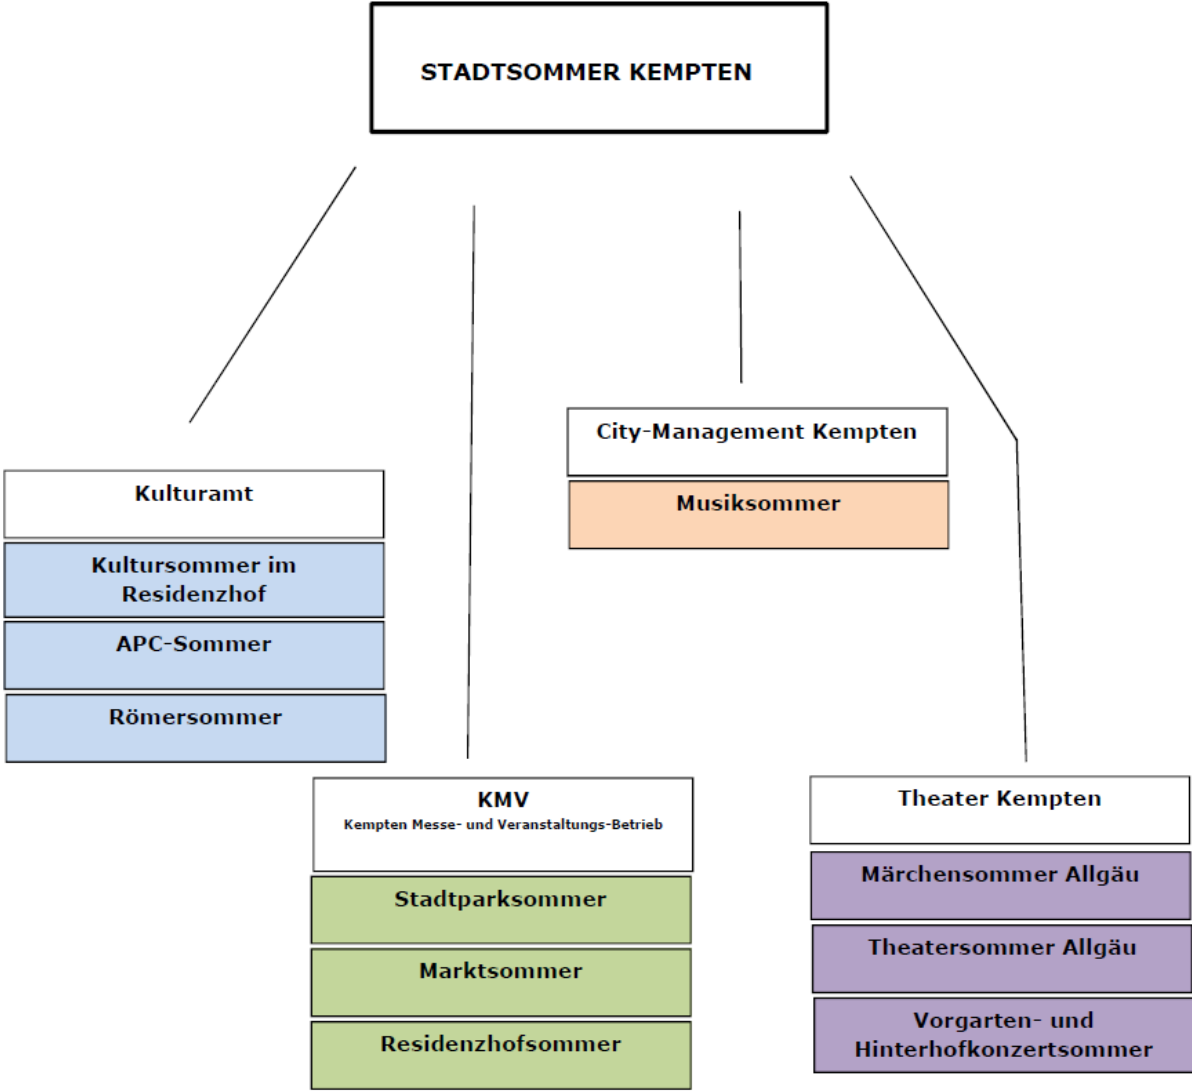 STADTSOMMER KEMPTEN
City-Management Kempten
Musiksommer
Kulturamt
Kultursommer im
Residenzhof
APC-Sommer
Römersommer
KMV
Kempten Messe- und Veranstaltungs-Betrieb
Stadtparksommer
Marktsommer
Residenzhofsommer
Theater Kempten
Märchensommer Allgäu
Theatersommer Allgäu
Vorgarten- und
Hinterhofkonzertsommer